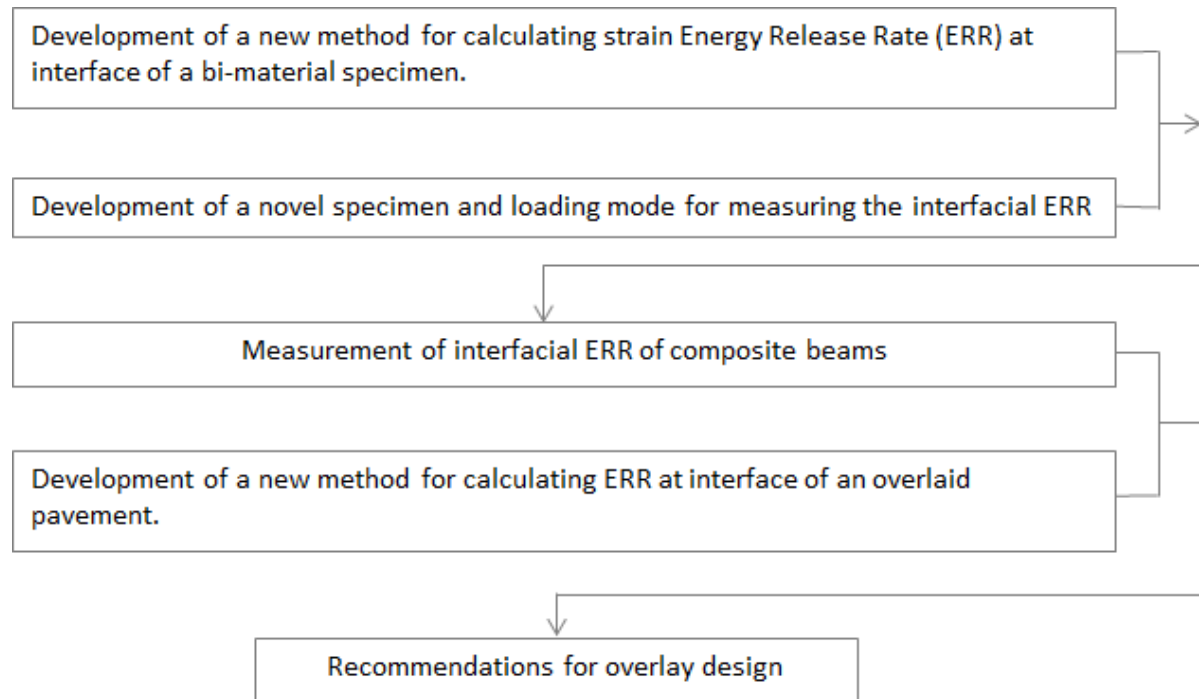 Development of a new method for calculating strain Energy Release Rate (ERR) at
interface of a bi-material specimen.
Development of a novel specimen and loading mode for measuring the interfacial ERR
Measurement of interfacial ERR of composite beams
Development of a new method for calculating ERR at interface of an overlaid
pavement.
Recommendations for overlay design